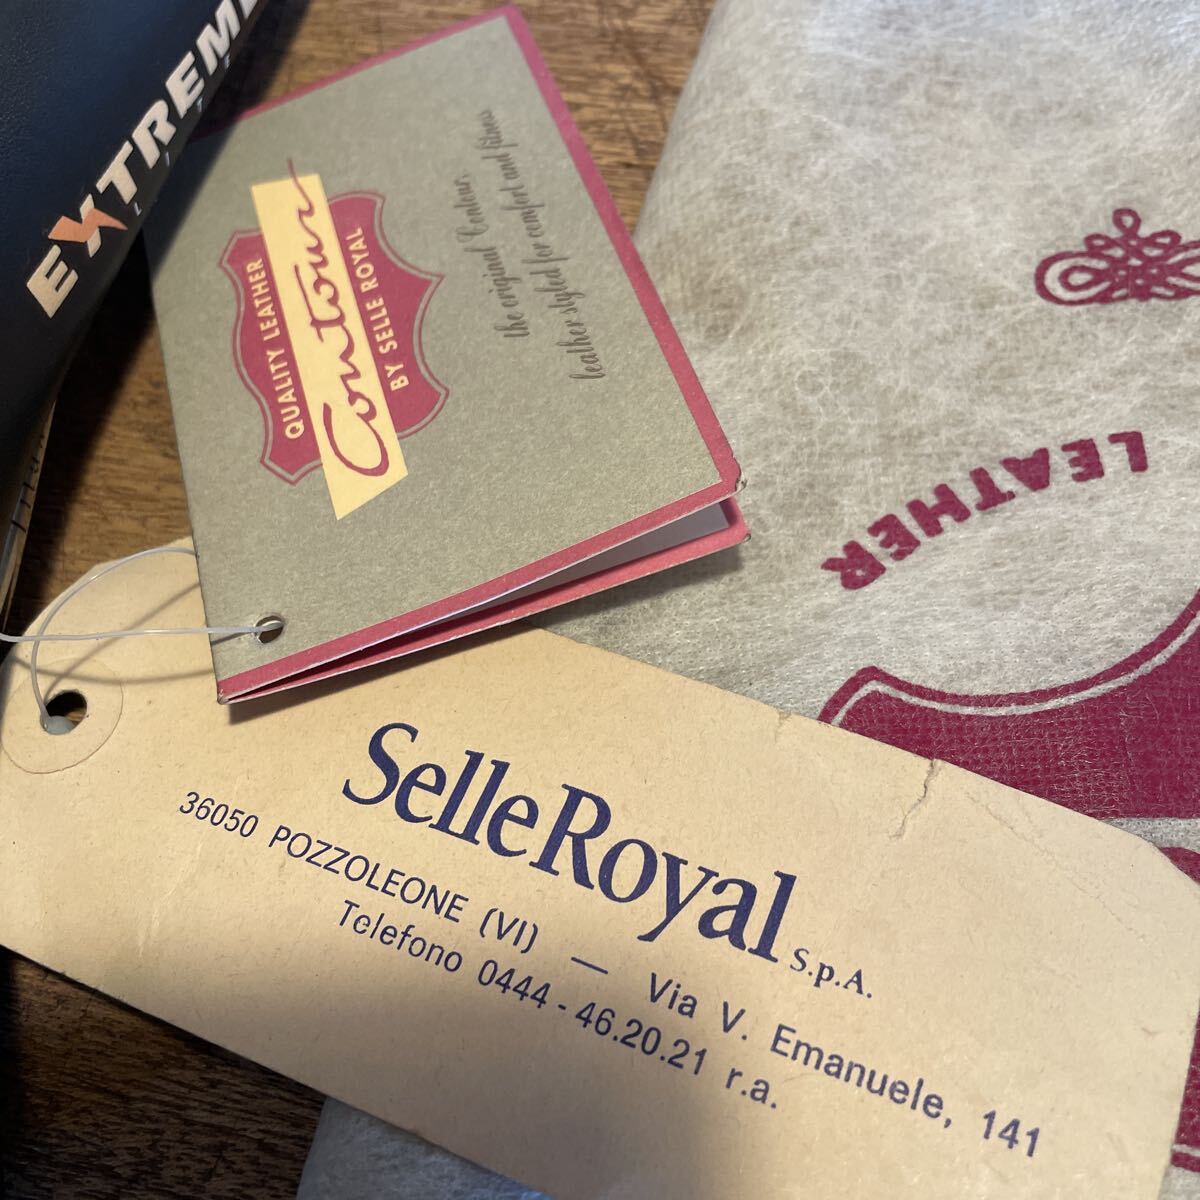 EXTREME
QUALITY LEATHER
Contour
BY SELLE ROYAL
the original Contour,
leather styled for comfort and fitness
LEATHER
SelleRoyal S.p.A.
36050 POZZOLEONE (VI) — Via V. Emanuele, 141
Telefono 0444 - 46.20.21 r.a.